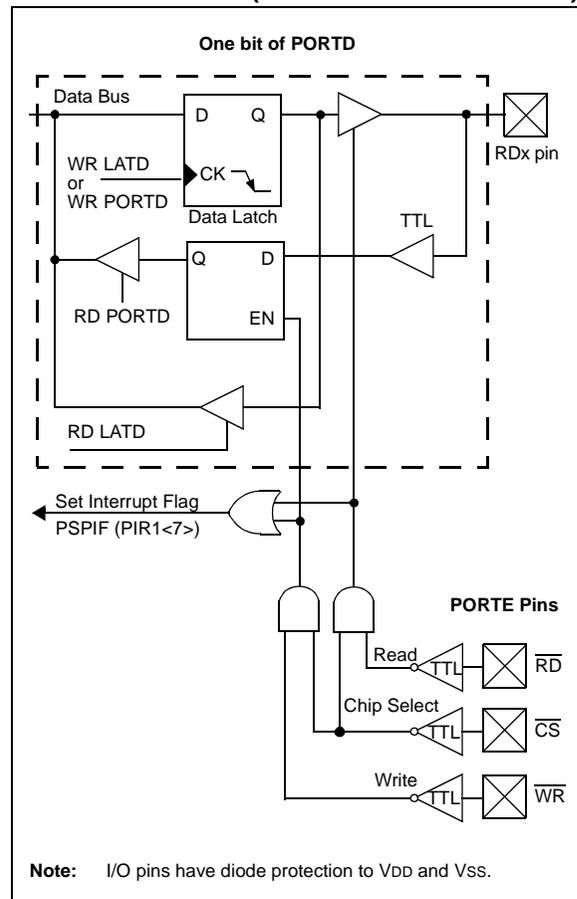 One bit of PORTD
Data Bus
D Q
WR LATD
or
WR PORTD
CK
Data Latch
RDx pin
TTL
Q D
EN
RD PORTD
RD LATD
Set Interrupt Flag
PSPIF (PIR1<7>)
PORTE Pins
Read
TTL
RD
Chip Select
TTL
CS
Write
TTL
WR
Note: I/O pins have diode protection to VDD and VSS.